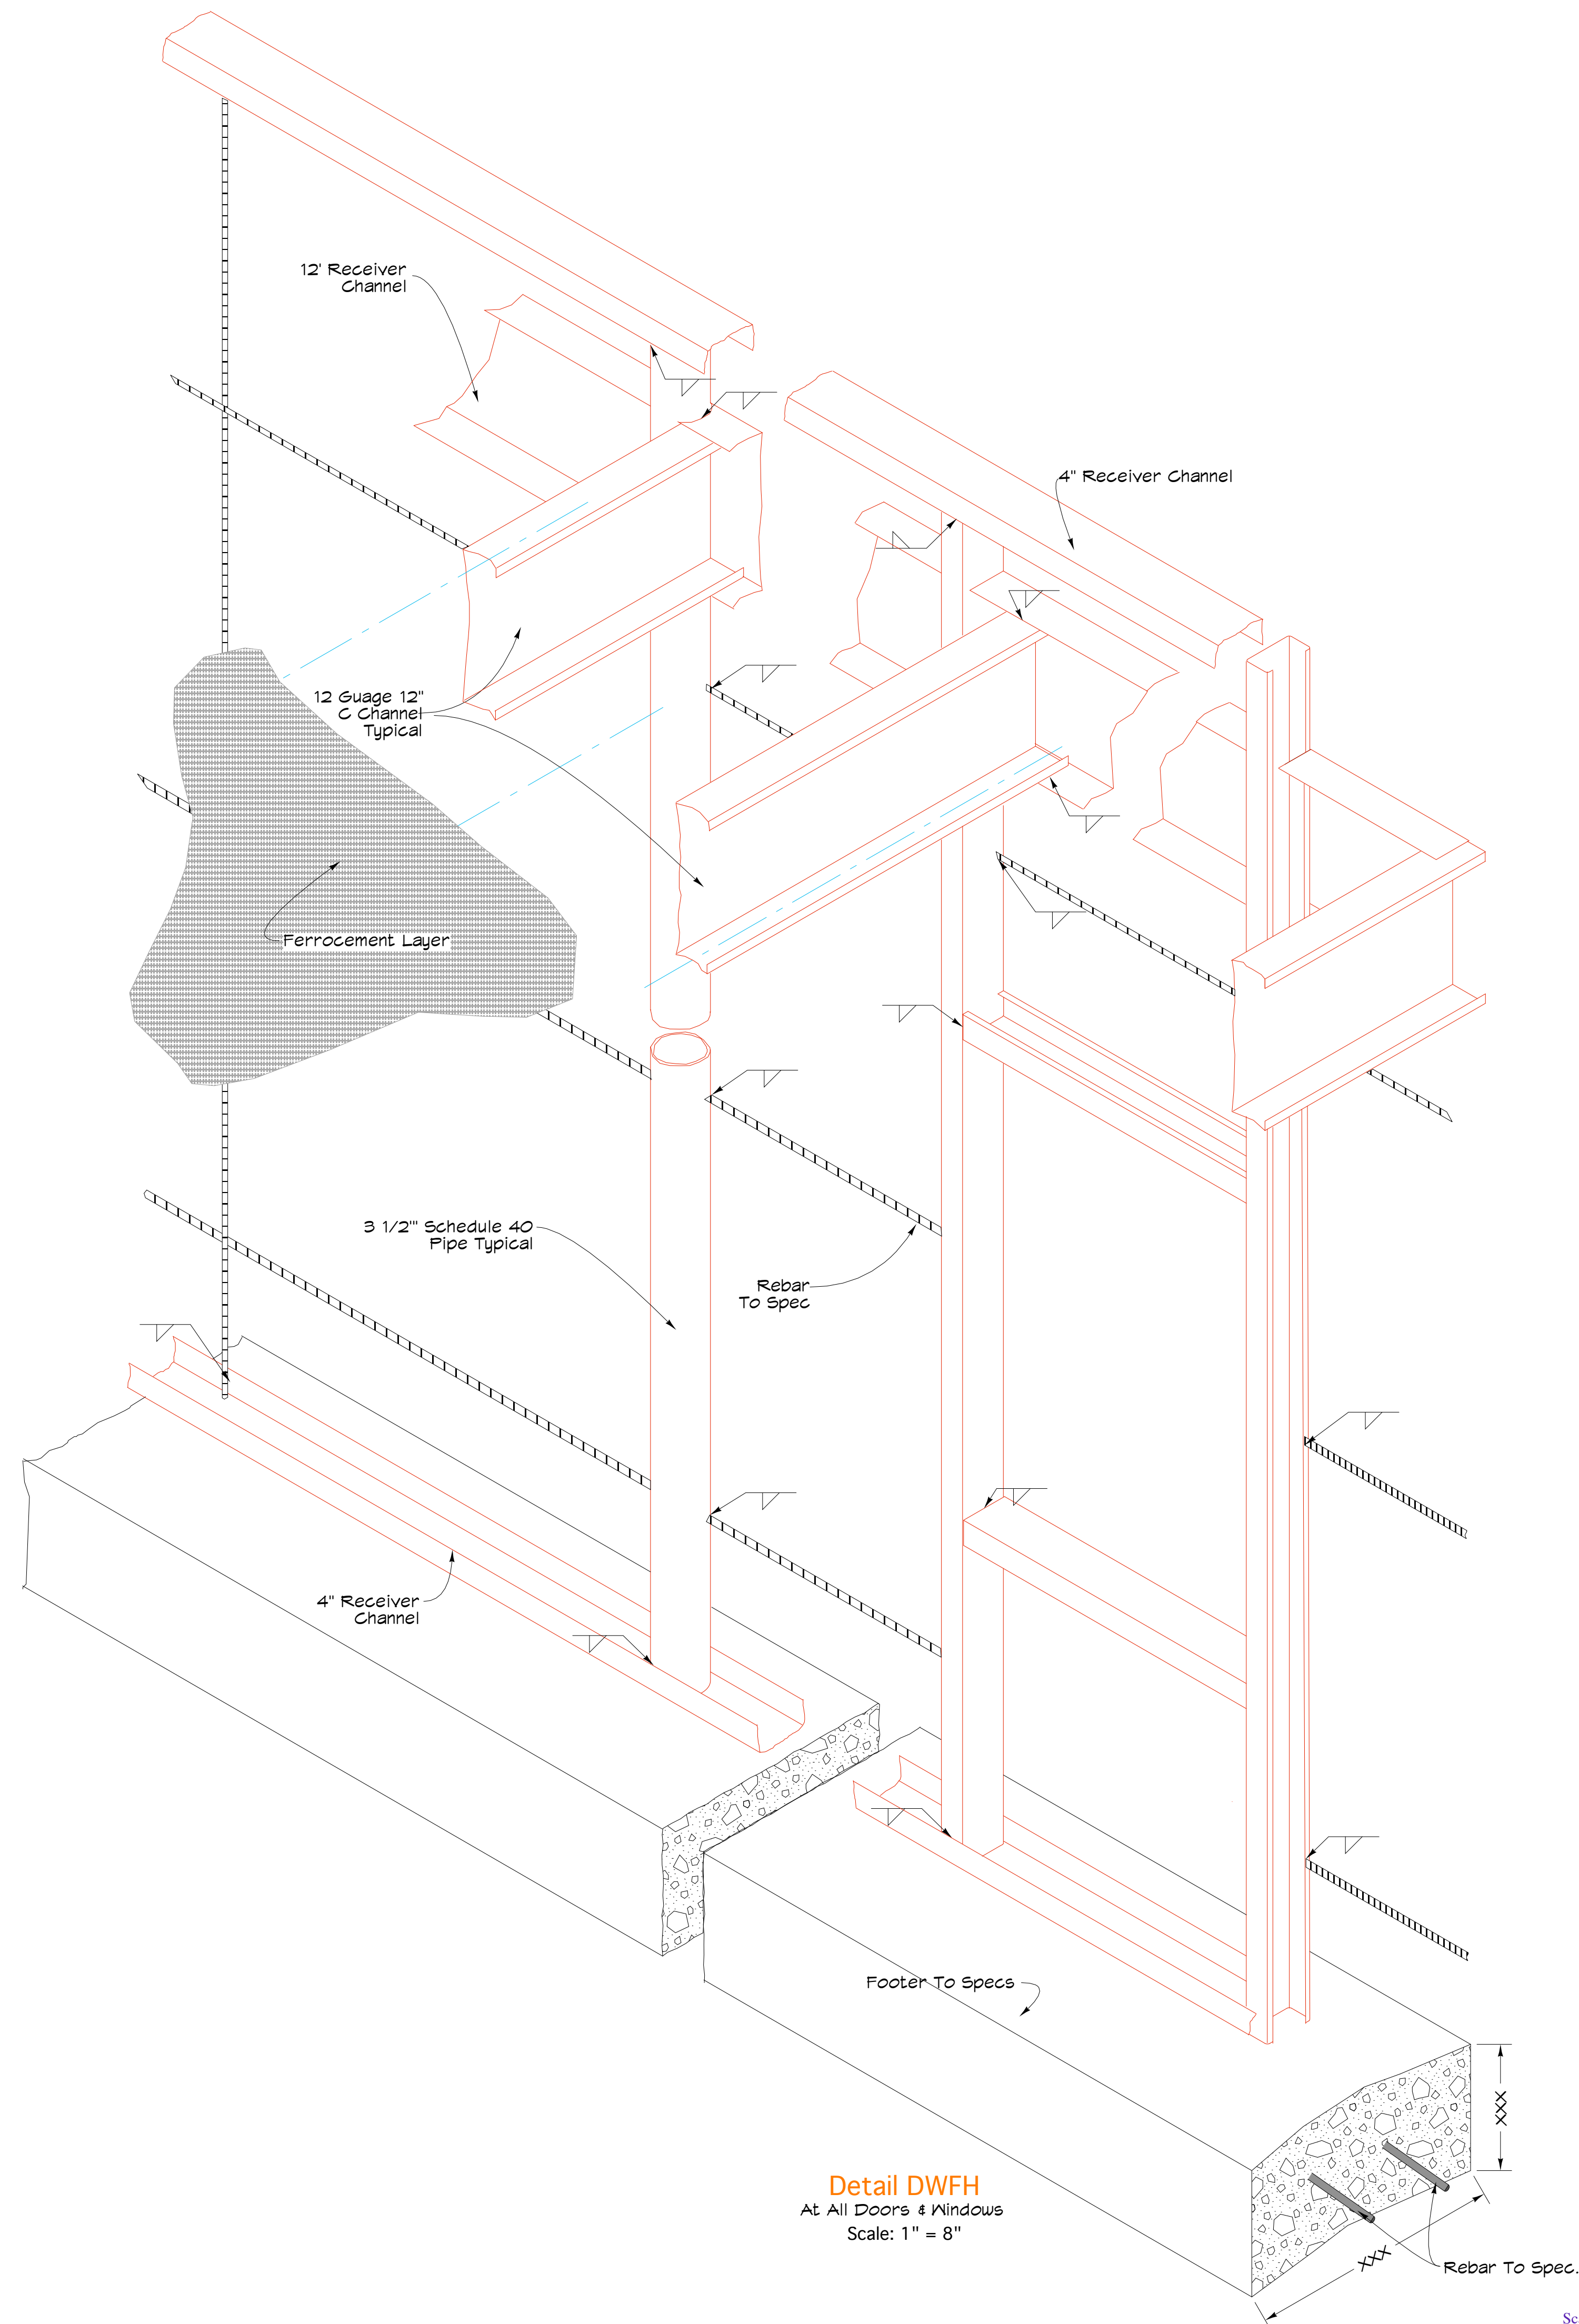 12' Receiver
Channel
4" Receiver Channel
12 Guage 12"
C Channel
Typical
Ferrocement Layer
3 1/2"' Schedule 40
Pipe Typical
Rebar
To Spec
4" Receiver
Channel
Footer To Specs
XXX
XXX
Detail DWFH
At All Doors & Windows
Scale: 1" = 8"
Rebar To Spec.
Sc